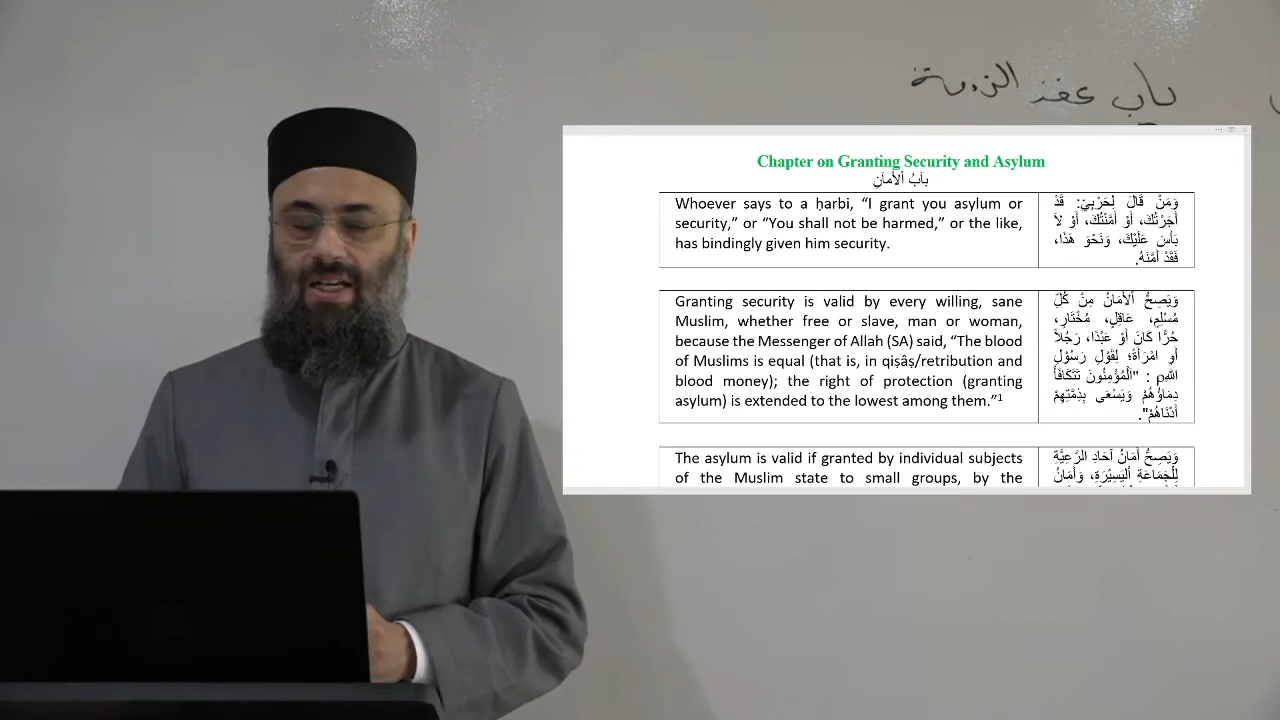 باب عقد الذمة
Chapter on Granting Security and Asylum
بَابُ الْأَمَانِ
Whoever says to a ḥarbi, “I grant you asylum or
security,” or “You shall not be harmed,” or the like,
has bindingly given him security.
وَمَنْ قَالَ لِحَرْبِيٍّ: قَدْ
أَجَرْتُكَ، أَوْ أَمَّنْتُكَ، أَوْ لَا
بَأْسَ عَلَيْكَ، وَنَحْوَ هَذَا،
فَقَدْ أَمَّنَهُ.
Granting security is valid by every willing, sane
Muslim, whether free or slave, man or woman,
because the Messenger of Allah (SA) said, “The blood
of Muslims is equal (that is, in qiṣâṣ/retribution and
blood money); the right of protection (granting
asylum) is extended to the lowest among them.”1
وَيَصِحُّ الْأَمَانُ مِنْ كُلِّ
مُسْلِمٍ، عَاقِلٍ، مُخْتَارٍ،
حُرًّا كَانَ أَوْ عَبْدًا، رَجُلًا
أَوِ امْرَأَةً؛ لِقَوْلِ رَسُوْلِ
اللهِ ρ : "الْمُؤْمِنُونَ تَتَكَافَأُ
دِمَاؤُهُمْ وَيَسْعَى بِذِمَّتِهِمْ
أَدْنَاهُمْ".
The asylum is valid if granted by individual subjects
of the Muslim state to small groups, by the
وَيَصِحُّ أَمَانُ آحَادِ الرَّعِيَّةِ
لِلْجَمَاعَةِ الْيَسِيْرَةِ، وَأَمَانُ